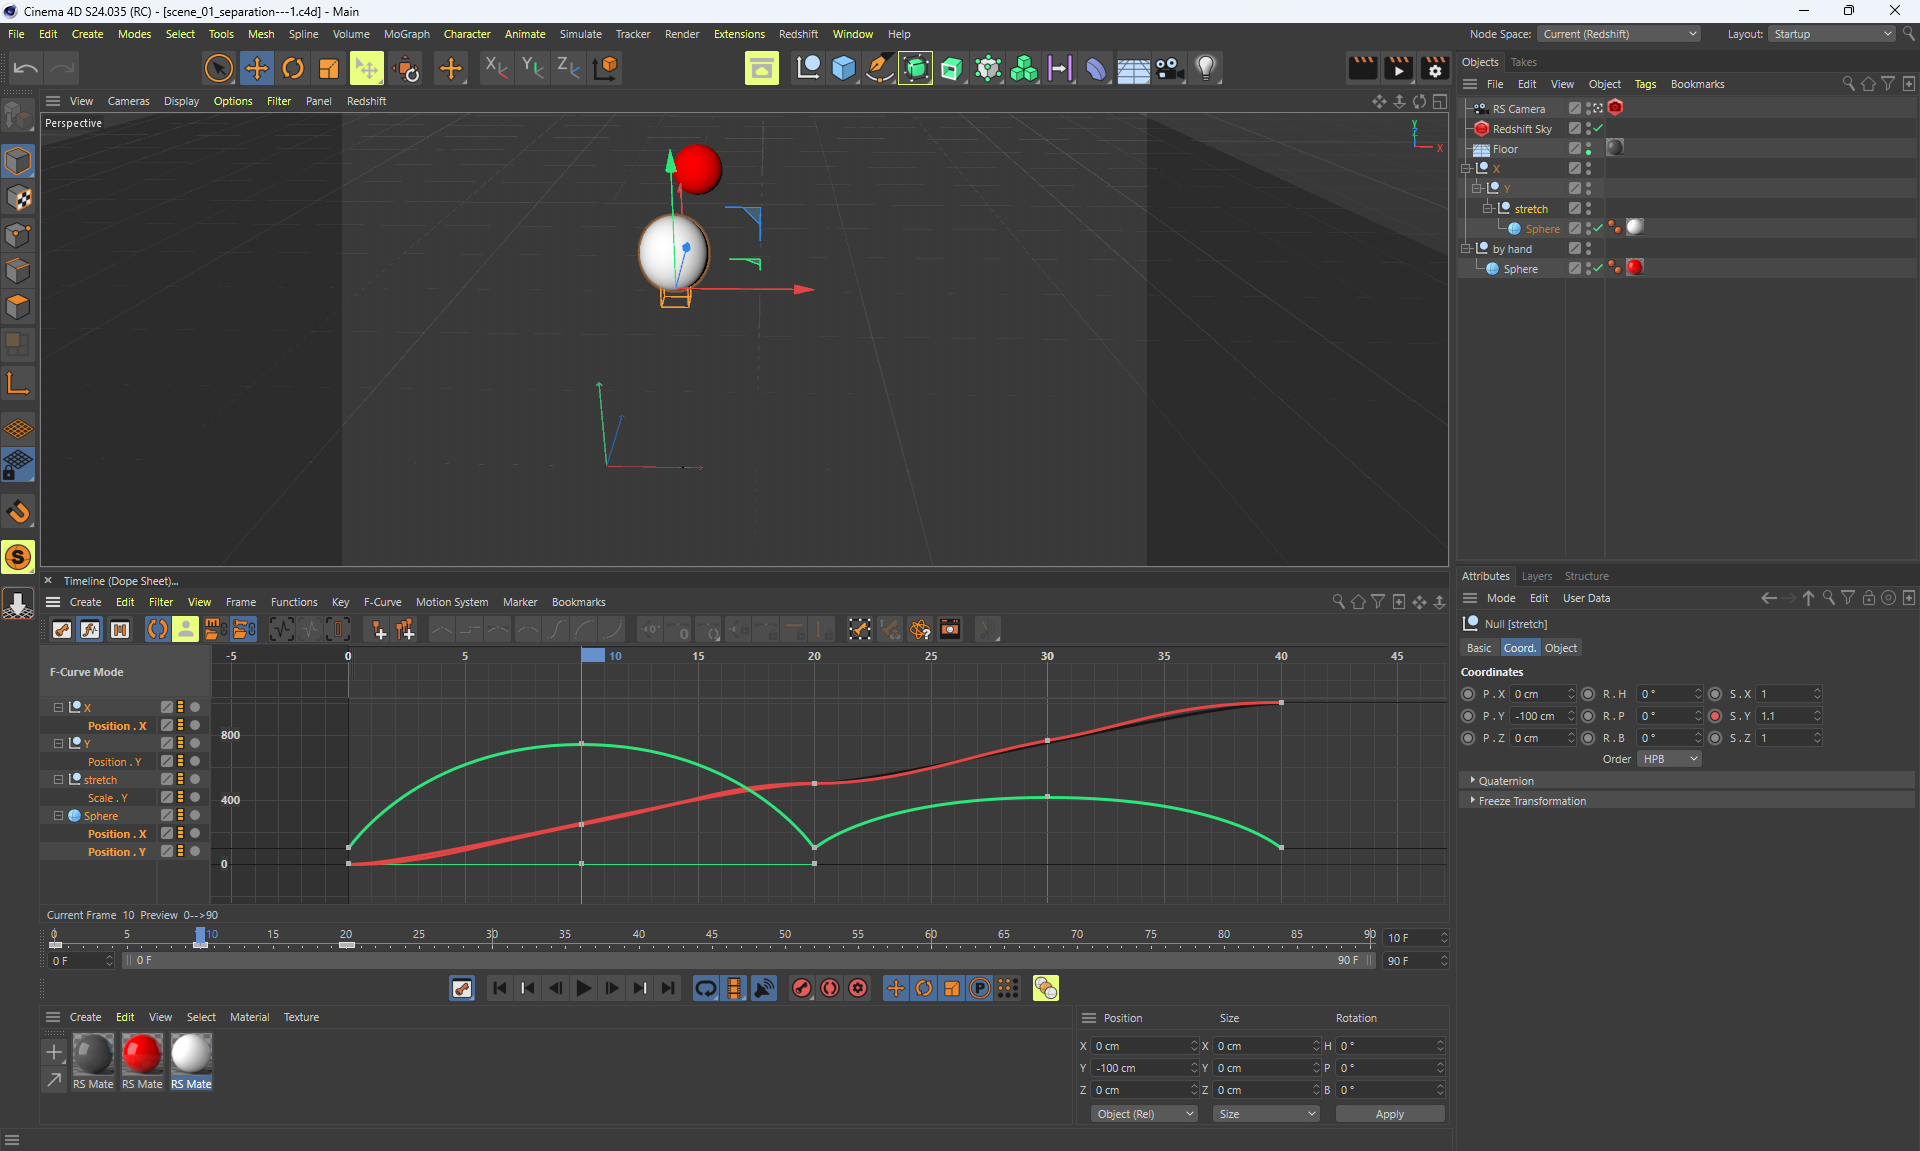 Cinema 4D S24.035 (RC) - [scene_01_separation---1.c4d] - Main
File Edit Create Modes Select Tools Mesh Spline Volume MoGraph Character Animate Simulate Tracker Render Extensions Redshift Window Help
Node Space: Current (Redshift) Layout: Startup
X Y Z
Objects Takes
File Edit View Object Tags Bookmarks
View Cameras Display Options Filter Panel Redshift
Perspective
Y
Z
X
RS Camera
Redshift Sky
Floor
X
Y
stretch
Sphere
by hand
Sphere
S
Timeline (Dope Sheet)...
Create Edit Filter View Frame Functions Key F-Curve Motion System Marker Bookmarks
F-Curve Mode
-5 0 5 10 15 20 25 30 35 40 45
X
Position . X
Y
Position . Y
stretch
Scale . Y
Sphere
Position . X
Position . Y
800
400
0
Current Frame 10 Preview 0-->90
0 5 10 15 20 25 30 35 40 45 50 55 60 65 70 75 80 85 90
10 F
0 F 0 F 90 F 90 F
P
Create Edit View Select Material Texture
RS Mate RS Mate RS Mate
Position Size Rotation
X 0 cm X 0 cm H 0 °
Y -100 cm Y 0 cm P 0 °
Z 0 cm Z 0 cm B 0 °
Object (Rel) Size Apply
Attributes Layers Structure
Mode Edit User Data
Null [stretch]
Basic Coord. Object
Coordinates
P . X 0 cm R . H 0 ° S . X 1
P . Y -100 cm R . P 0 ° S . Y 1.1
P . Z 0 cm R . B 0 ° S . Z 1
Order HPB
Quaternion
Freeze Transformation